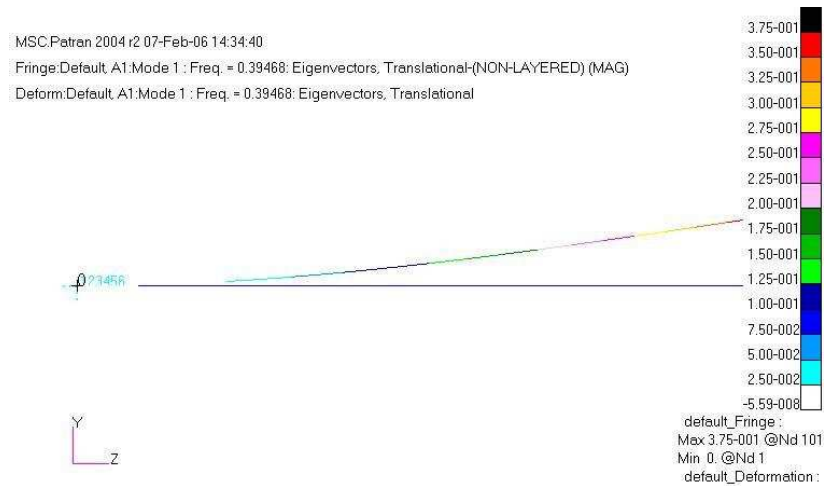 MSC.Patran 2004 r2 07-Feb-06 14:34:40
Fringe:Default, A1:Mode 1 : Freq. = 0.39468: Eigenvectors, Translational-(NON-LAYERED) (MAG)
Deform:Default, A1:Mode 1 : Freq. = 0.39468: Eigenvectors, Translational
3.75-001
3.50-001
3.25-001
3.00-001
2.75-001
2.50-001
2.25-001
2.00-001
1.75-001
1.50-001
1.25-001
1.00-001
7.50-002
5.00-002
2.50-002
-5.59-008
23456
Y
Z
default_Fringe :
Max 3.75-001 @Nd 101
Min 0. @Nd 1
default_Deformation :